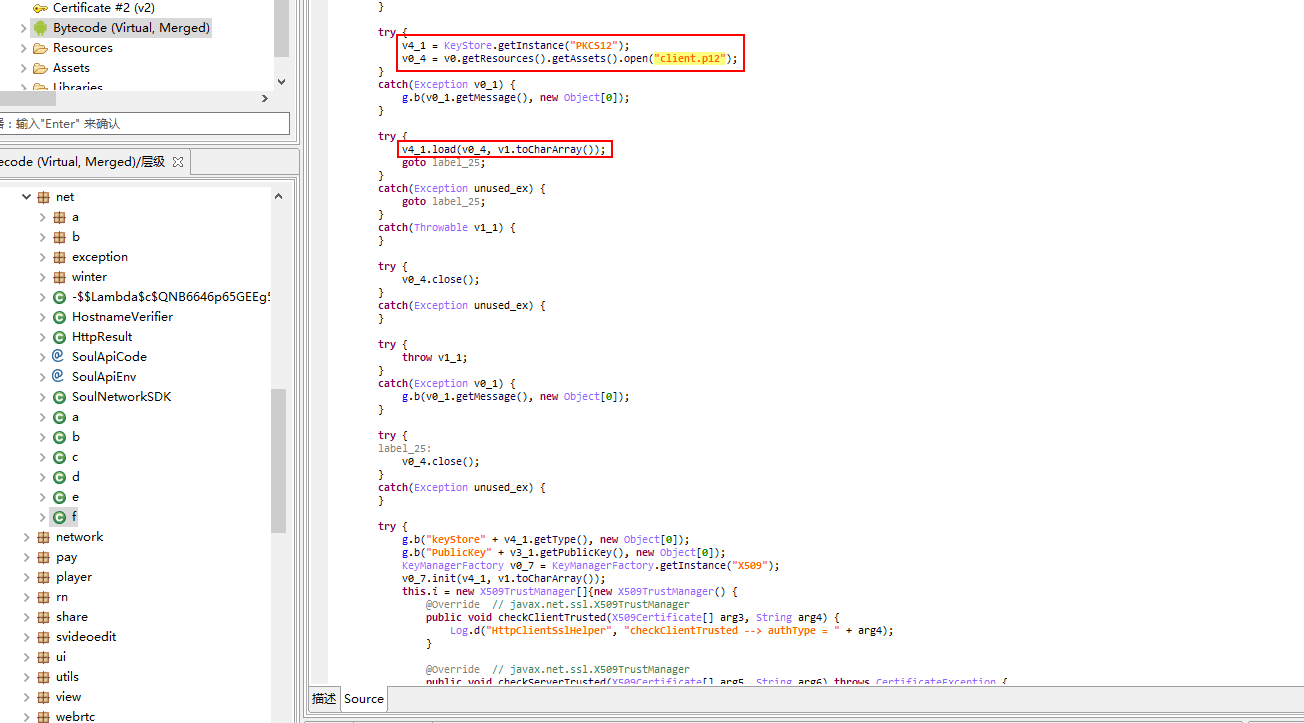 Certificate #2 (v2)
Bytecode (Virtual, Merged)
Resources
Assets
Libraries
器：输入"Enter" 来确认
ecode (Virtual, Merged)/层级
net
a
b
exception
winter
-$$Lambda$c$QNB6646p65GEEg5
HostnameVerifier
HttpResult
SoulApiCode
SoulApiEnv
SoulNetworkSDK
a
b
c
d
e
f
network
pay
player
rn
share
svideoedit
ui
utils
view
webrtc
}
try {
v4_1 = KeyStore.getInstance("PKCS12");
v0_4 = v0.getResources().getAssets().open("client.p12");
}
catch(Exception v0_1) {
g.b(v0_1.getMessage(), new Object[0]);
}
try {
v4_1.load(v0_4, v1.toCharArray());
goto label_25;
}
catch(Exception unused_ex) {
goto label_25;
}
catch(Throwable v1_1) {
}
try {
v0_4.close();
}
catch(Exception unused_ex) {
}
try {
throw v1_1;
}
catch(Exception v0_1) {
g.b(v0_1.getMessage(), new Object[0]);
}
try {
label_25:
v0_4.close();
}
catch(Exception unused_ex) {
}
try {
g.b("keyStore" + v4_1.getType(), new Object[0]);
g.b("PublicKey" + v3_1.getPublicKey(), new Object[0]);
KeyManagerFactory v0_7 = KeyManagerFactory.getInstance("X509");
v0_7.init(v4_1, v1.toCharArray());
this.i = new X509TrustManager[]{new X509TrustManager() {
@Override  // javax.net.ssl.X509TrustManager
public void checkClientTrusted(X509Certificate[] arg3, String arg4) {
Log.d("HttpClientSslHelper", "checkClientTrusted --> authType = " + arg4);
}
@Override  // javax.net.ssl.X509TrustManager
public void checkServerTrusted(X509Certificate[] arg5, String arg6) throws CertificateException {
描述
Source